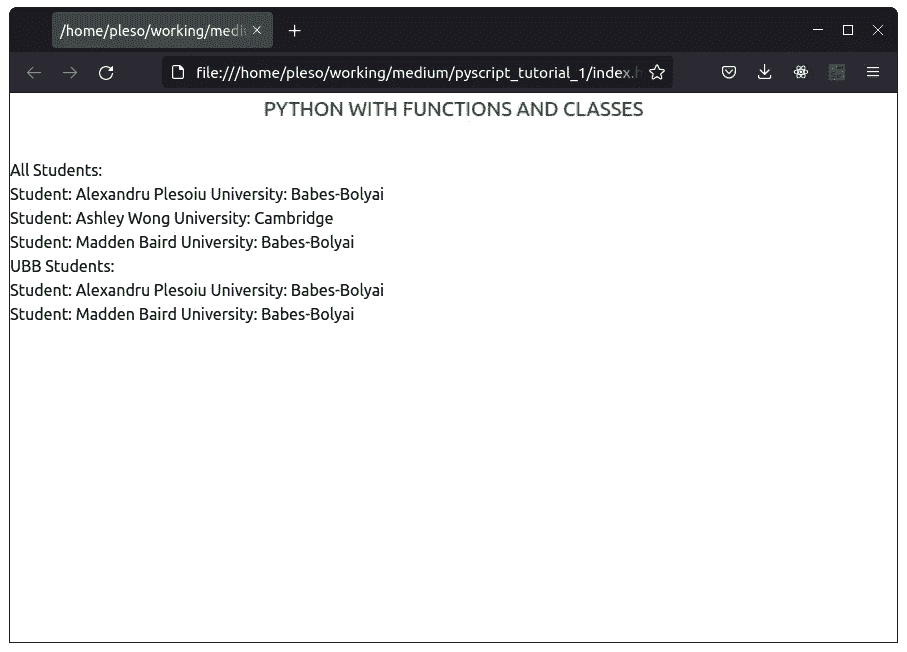 /home/pleso/working/medi
file:///home/pleso/working/medium/pyscript_tutorial_1/index.h
PYTHON WITH FUNCTIONS AND CLASSES
All Students:
Student: Alexandru Plesoiu University: Babes-Bolyai
Student: Ashley Wong University: Cambridge
Student: Madden Baird University: Babes-Bolyai
UBB Students:
Student: Alexandru Plesoiu University: Babes-Bolyai
Student: Madden Baird University: Babes-Bolyai